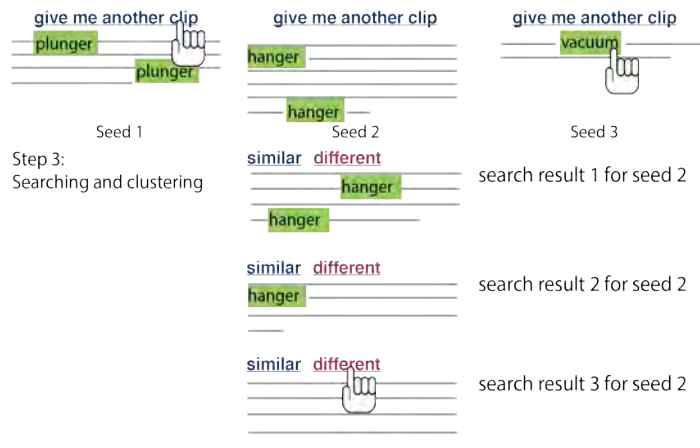 give me another clip
give me another clip
give me another clip
plunger
plunger
hanger
hanger
vacuum
Seed 1
Seed 2
Seed 3
Step 3:
Searching and clustering
similar different
hanger
hanger
search result 1 for seed 2
similar different
hanger
search result 2 for seed 2
similar different
search result 3 for seed 2